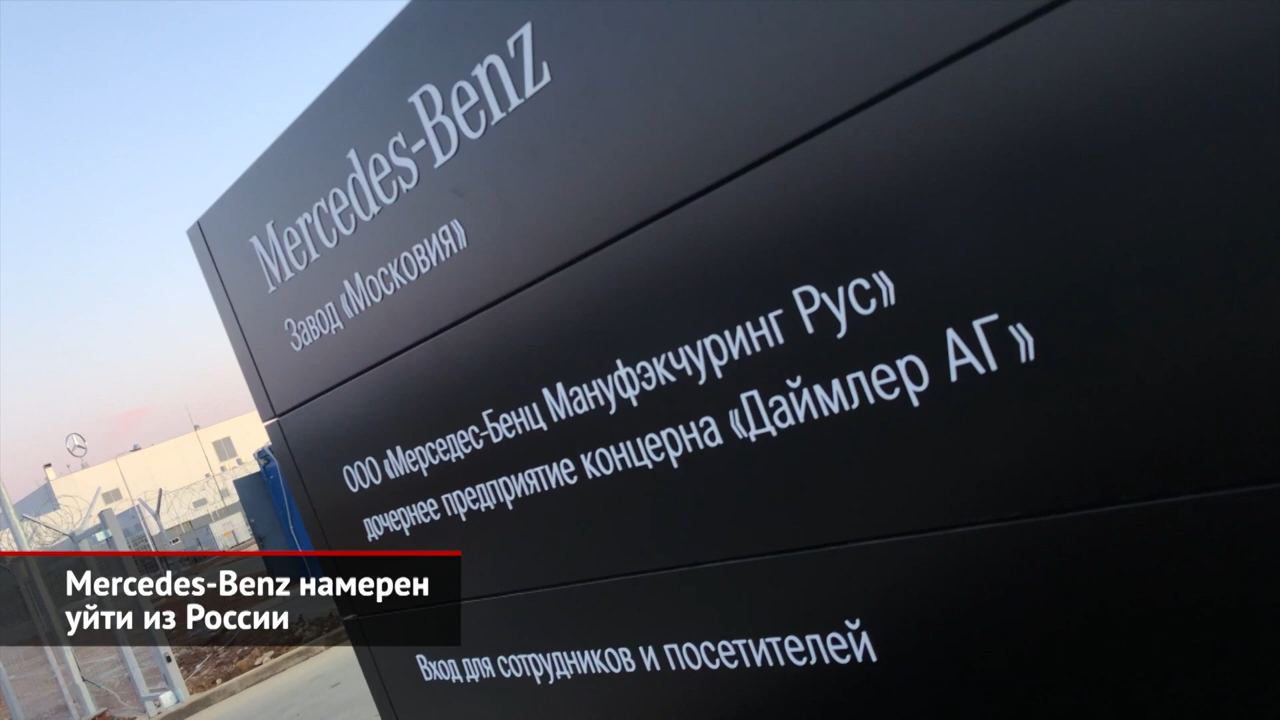 Mercedes-Benz
Завод «Московия»
ООО «Мерседес-Бенц Мануфэкчуринг Рус»
дочернее предприятие концерна «Даймлер АГ»
Вход для сотрудников и посетителей
Mercedes-Benz намерен
уйти из России